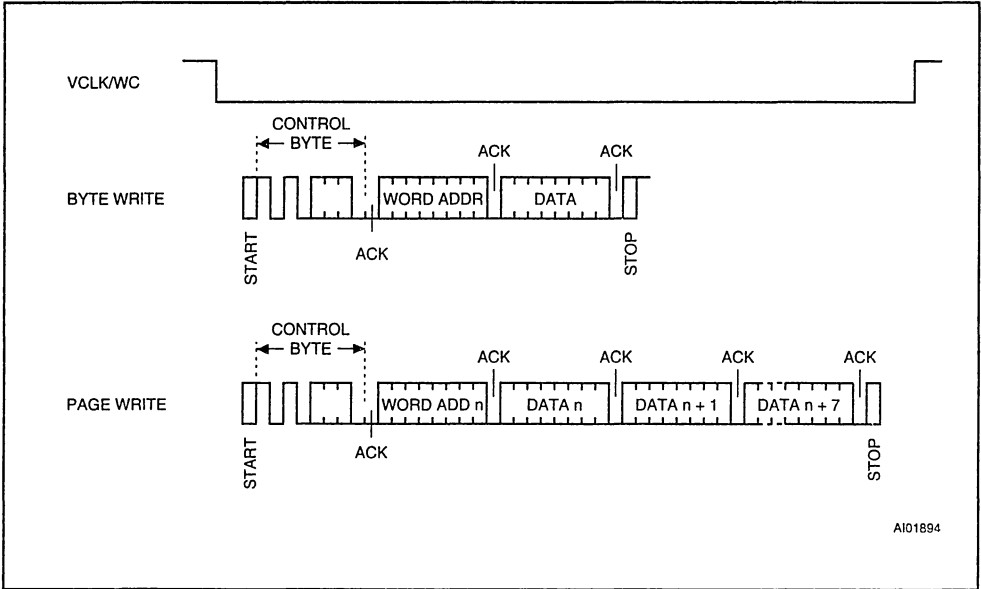 VCLK/WC
CONTROL
BYTE
ACK
ACK
BYTE WRITE
WORD ADDR
DATA
START
ACK
STOP
CONTROL
BYTE
ACK
ACK
ACK
ACK
PAGE WRITE
WORD ADD n
DATA n
DATA n + 1
DATA n + 7
START
ACK
STOP
AI01894